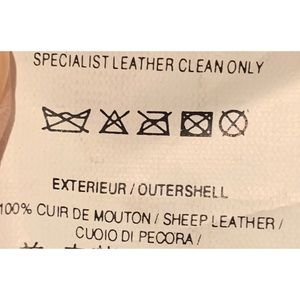 SPECIALIST LEATHER CLEAN ONLY
EXTERIEUR / OUTERSHELL
100% CUIR DE MOUTON / SHEEP LEATHER /
CUOIO DI PECORA /